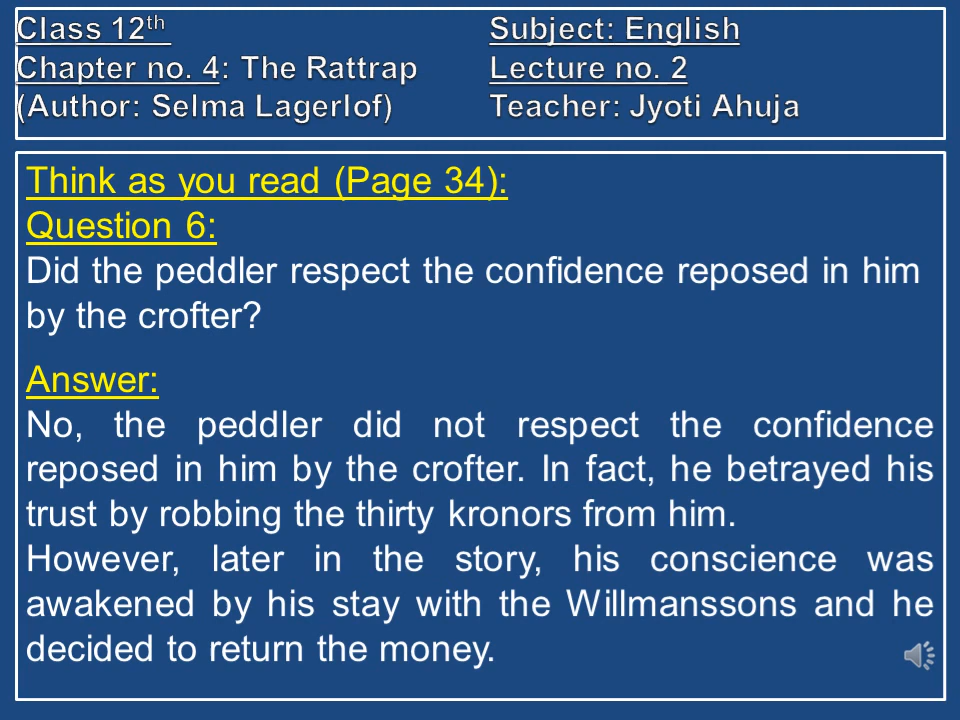 Class 12th Subject: English
Chapter no. 4: The Rattrap Lecture no. 2
(Author: Selma Lagerlof) Teacher: Jyoti Ahuja
Think as you read (Page 34):
Question 6:
Did the peddler respect the confidence reposed in him
by the crofter?
Answer:
No, the peddler did not respect the confidence
reposed in him by the crofter. In fact, he betrayed his
trust by robbing the thirty kronors from him.
However, later in the story, his conscience was
awakened by his stay with the Willmanssons and he
decided to return the money.